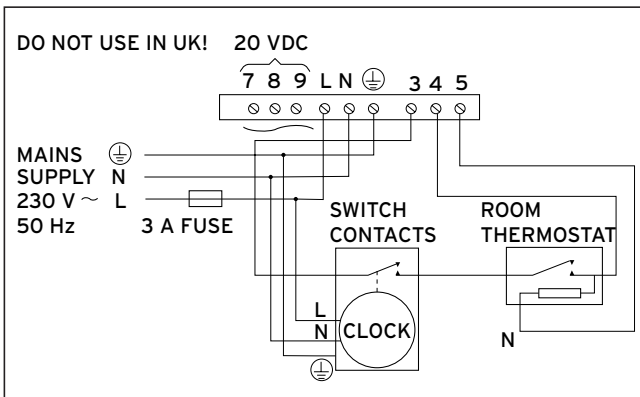 DO NOT USE IN UK! 20 VDC
7 8 9 L N ⏚ 3 4 5
MAINS ⏚
SUPPLY N
230 V ~ L
50 Hz 3 A FUSE
SWITCH
CONTACTS
ROOM
THERMOSTAT
L
N CLOCK
⏚
N